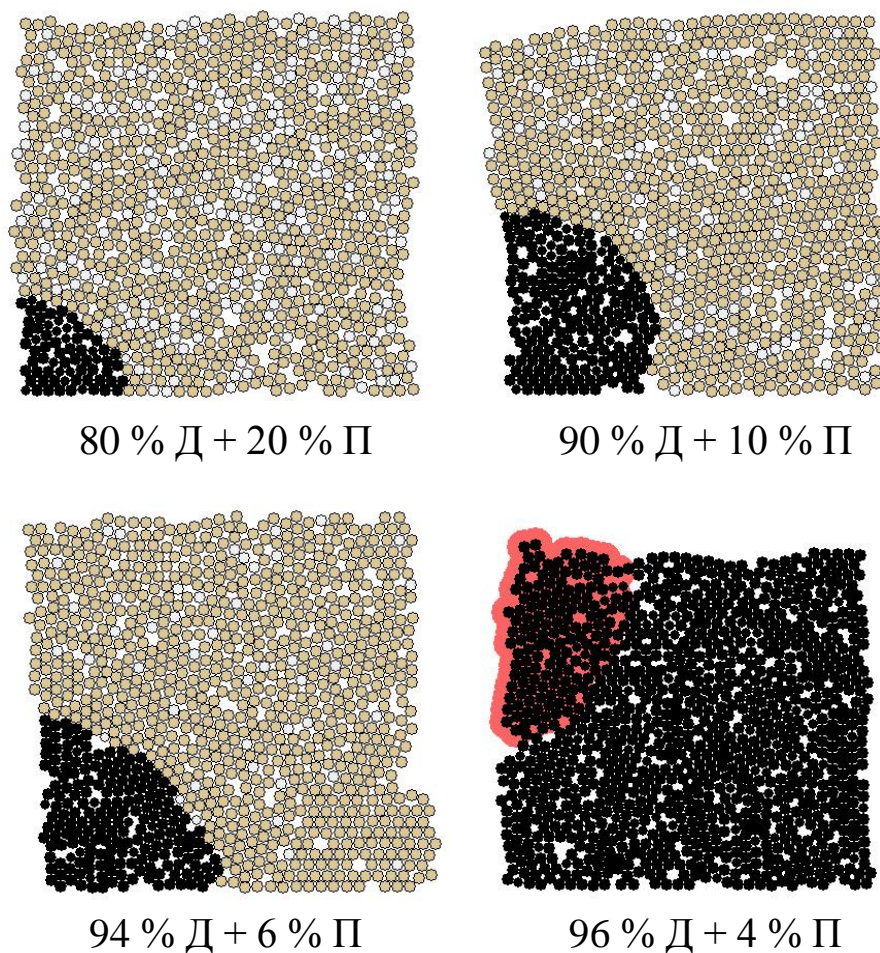 80 % Д + 20 % П
90 % Д + 10 % П
94 % Д + 6 % П
96 % Д + 4 % П